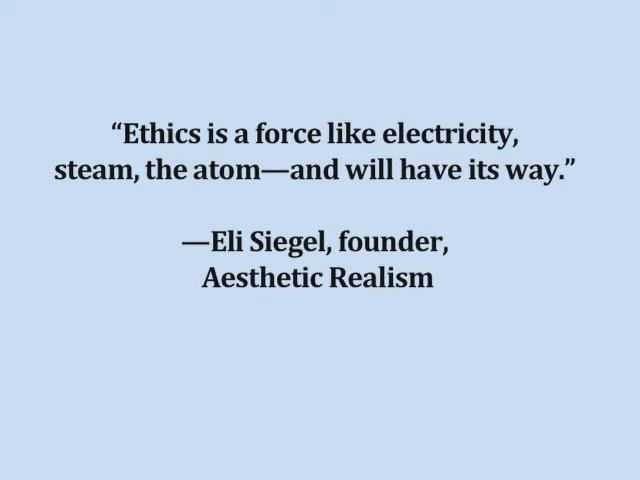 “Ethics is a force like electricity,
steam, the atom—and will have its way.”
—Eli Siegel, founder,
Aesthetic Realism